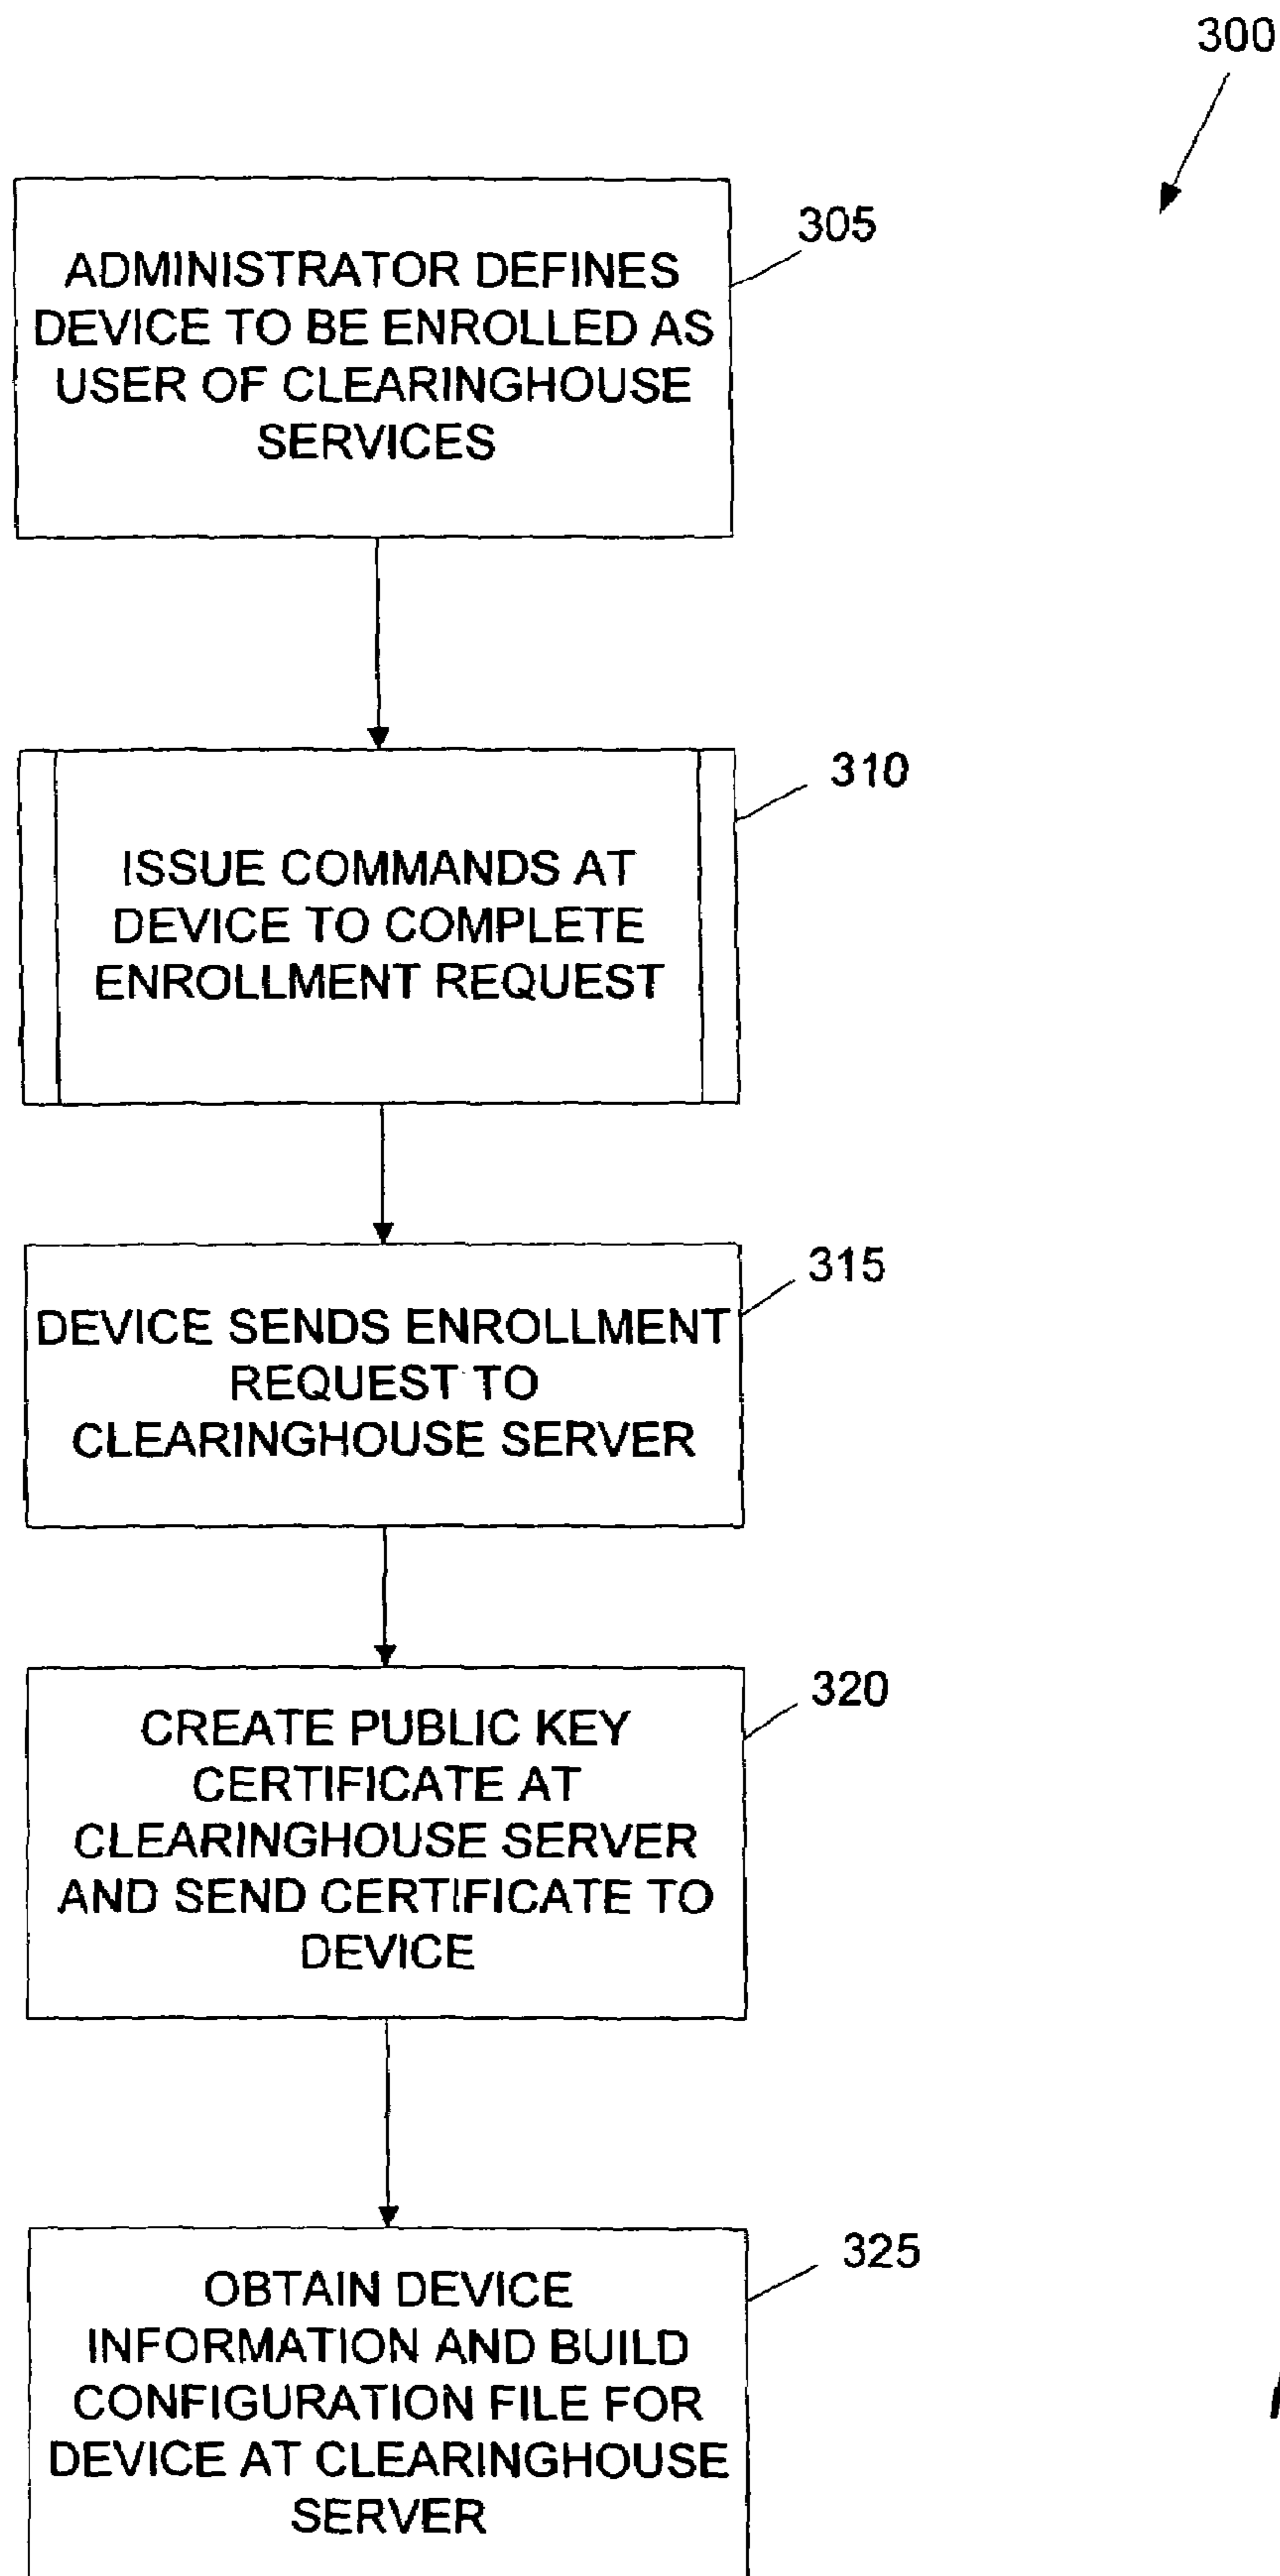 300
305
ADMINISTRATOR DEFINES
DEVICE TO BE ENROLLED AS
USER OF CLEARINGHOUSE
SERVICES
310
ISSUE COMMANDS AT
DEVICE TO COMPLETE
ENROLLMENT REQUEST
315
DEVICE SENDS ENROLLMENT
REQUEST TO
CLEARINGHOUSE SERVER
320
CREATE PUBLIC KEY
CERTIFICATE AT
CLEARINGHOUSE SERVER
AND SEND CERTIFICATE TO
DEVICE
325
OBTAIN DEVICE
INFORMATION AND BUILD
CONFIGURATION FILE FOR
DEVICE AT CLEARINGHOUSE
SERVER